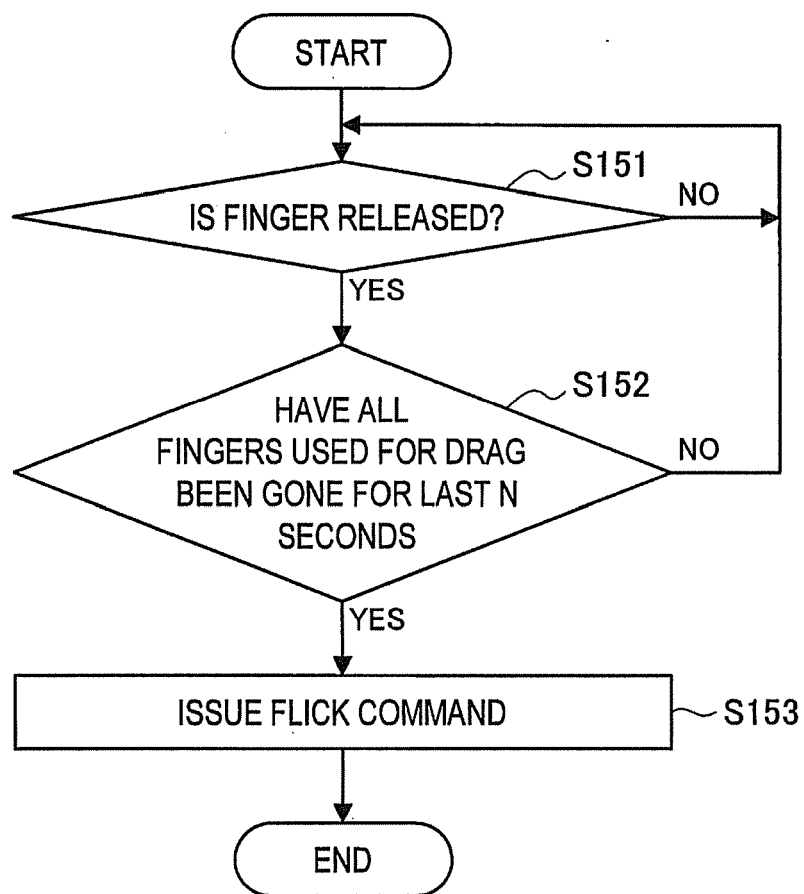 START
S151
IS FINGER RELEASED?
NO
YES
S152
HAVE ALL
FINGERS USED FOR DRAG
BEEN GONE FOR LAST N
SECONDS
NO
YES
ISSUE FLICK COMMAND
S153
END